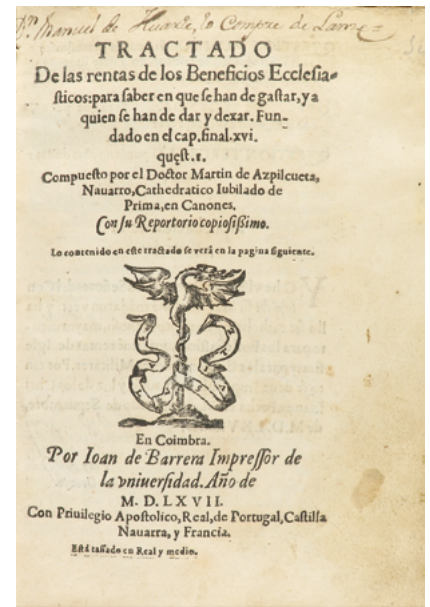 Dⁿ Manuel de Huarte, lo Compre de
TRACTADO
De las rentas de los Beneficios Ecclesia-
sticos: para saber en que se han de gastar, y a
quien se han de dar y dexar. Fun-
dado en el cap. final. xvi.
quęst. 1.
Compuesto por el Doctor Martin de Azpilcueta,
Nauarro, Cathedratico Iubilado de
Prima, en Canones.
Con su Reportorio copiosißimo.
Lo contenido en este tractado se verá en la pagina siguiente.
En Coimbra.
Por Ioan de Barrera Impressor de
la vniuersidad. Año de
M. D. LXVII.
Con Priuilegio Apostolico, Real, de Portugal, Castilla
Nauarra, y Francia.
Està tassado en Real y medio.